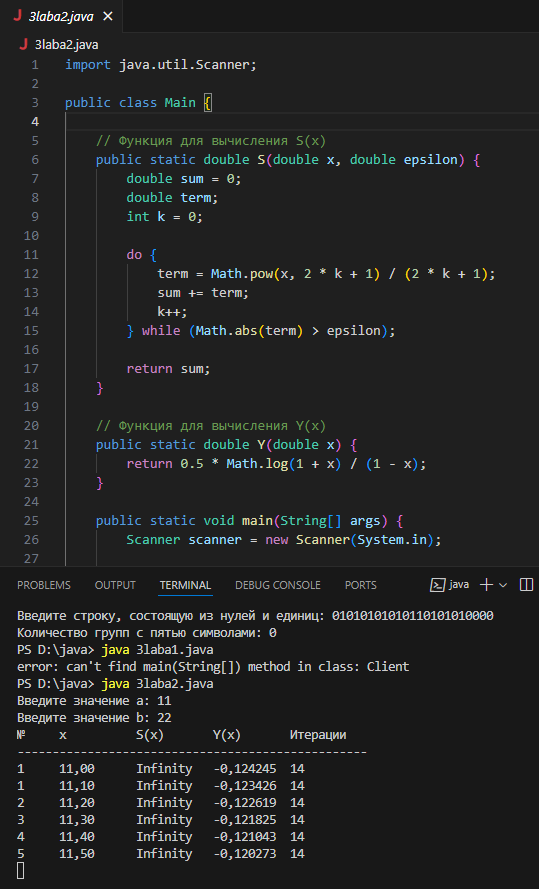 3laba2.java
3laba2.java
1 import java.util.Scanner;
2
3 public class Main {
4
5 // Функция для вычисления S(x)
6 public static double S(double x, double epsilon) {
7 double sum = 0;
8 double term;
9 int k = 0;
10
11 do {
12 term = Math.pow(x, 2 * k + 1) / (2 * k + 1);
13 sum += term;
14 k++;
15 } while (Math.abs(term) > epsilon);
16
17 return sum;
18 }
19
20 // Функция для вычисления Y(x)
21 public static double Y(double x) {
22 return 0.5 * Math.log(1 + x) / (1 - x);
23 }
24
25 public static void main(String[] args) {
26 Scanner scanner = new Scanner(System.in);
27
PROBLEMS OUTPUT TERMINAL DEBUG CONSOLE PORTS java
Введите строку, состоящую из нулей и единиц: 01010101010110101010000
Количество групп с пятью символами: 0
PS D:\java> java 3laba1.java
error: can't find main(String[]) method in class: Client
PS D:\java> java 3laba2.java
Введите значение a: 11
Введите значение b: 22
№ x S(x) Y(x) Итерации
--------------------------------------------------
1 11,00 Infinity -0,124245 14
1 11,10 Infinity -0,123426 14
2 11,20 Infinity -0,122619 14
3 11,30 Infinity -0,121825 14
4 11,40 Infinity -0,121043 14
5 11,50 Infinity -0,120273 14